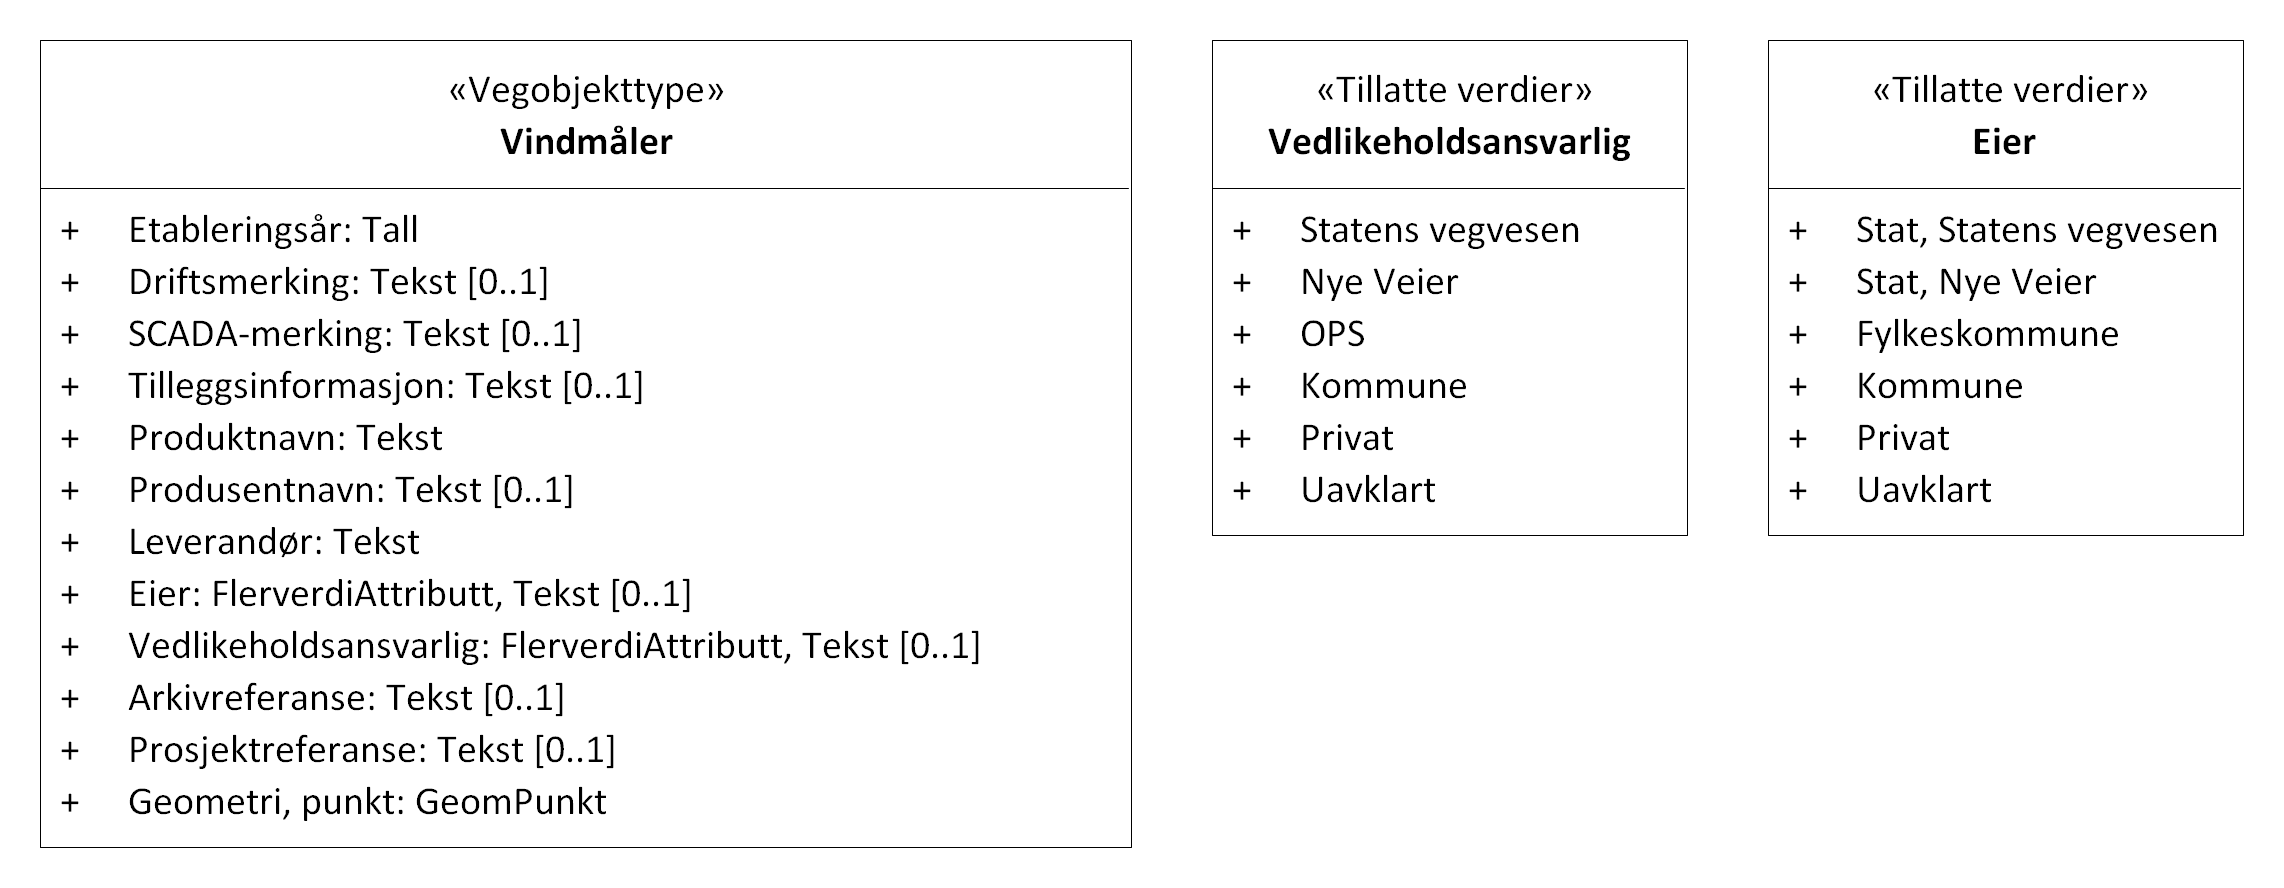 «Vegobjekttype»
Vindmåler
+ Etableringsår: Tall
+ Driftsmerking: Tekst [0..1]
+ SCADA-merking: Tekst [0..1]
+ Tilleggsinformasjon: Tekst [0..1]
+ Produktnavn: Tekst
+ Produsentnavn: Tekst [0..1]
+ Leverandør: Tekst
+ Eier: FlerverdiAttributt, Tekst [0..1]
+ Vedlikeholdsansvarlig: FlerverdiAttributt, Tekst [0..1]
+ Arkivreferanse: Tekst [0..1]
+ Prosjektreferanse: Tekst [0..1]
+ Geometri, punkt: GeomPunkt
«Tillatte verdier»
Vedlikeholdsansvarlig
+ Statens vegvesen
+ Nye Veier
+ OPS
+ Kommune
+ Privat
+ Uavklart
«Tillatte verdier»
Eier
+ Stat, Statens vegvesen
+ Stat, Nye Veier
+ Fylkeskommune
+ Kommune
+ Privat
+ Uavklart